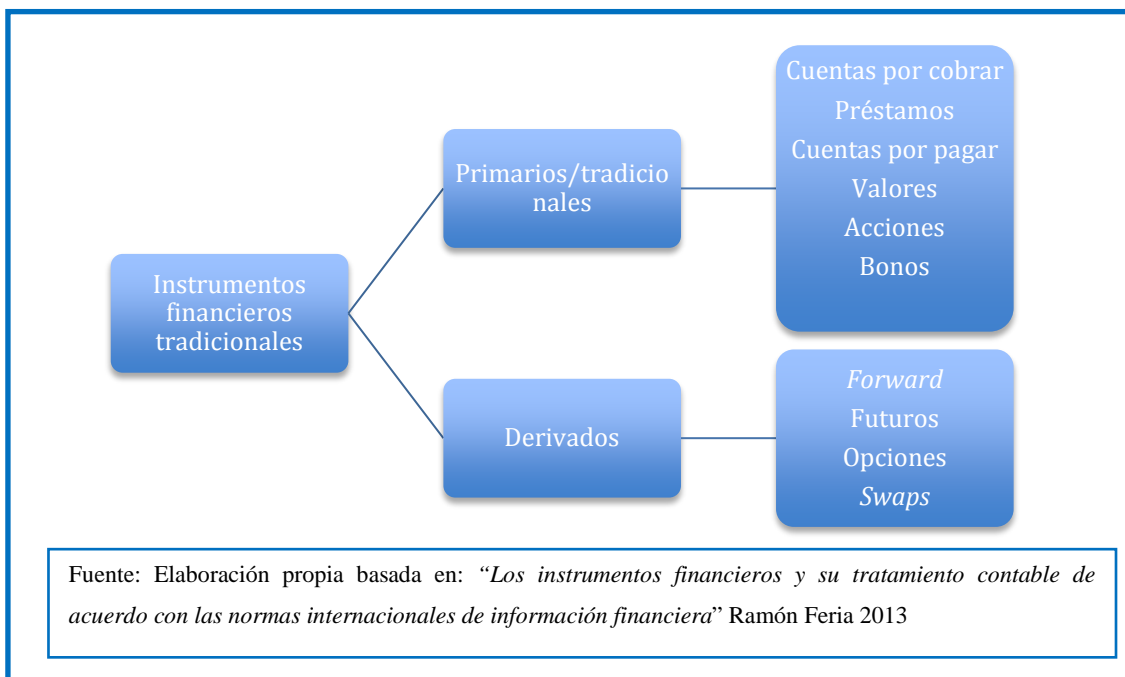 Cuentas por cobrar
Préstamos
Cuentas por pagar
Valores
Acciones
Bonos
Primarios/tradicio
nales
Instrumentos
financieros
tradicionales
Forward
Futuros
Opciones
Swaps
Derivados
Fuente: Elaboración propia basada en: “Los instrumentos financieros y su tratamiento contable de
acuerdo con las normas internacionales de información financiera” Ramón Feria 2013